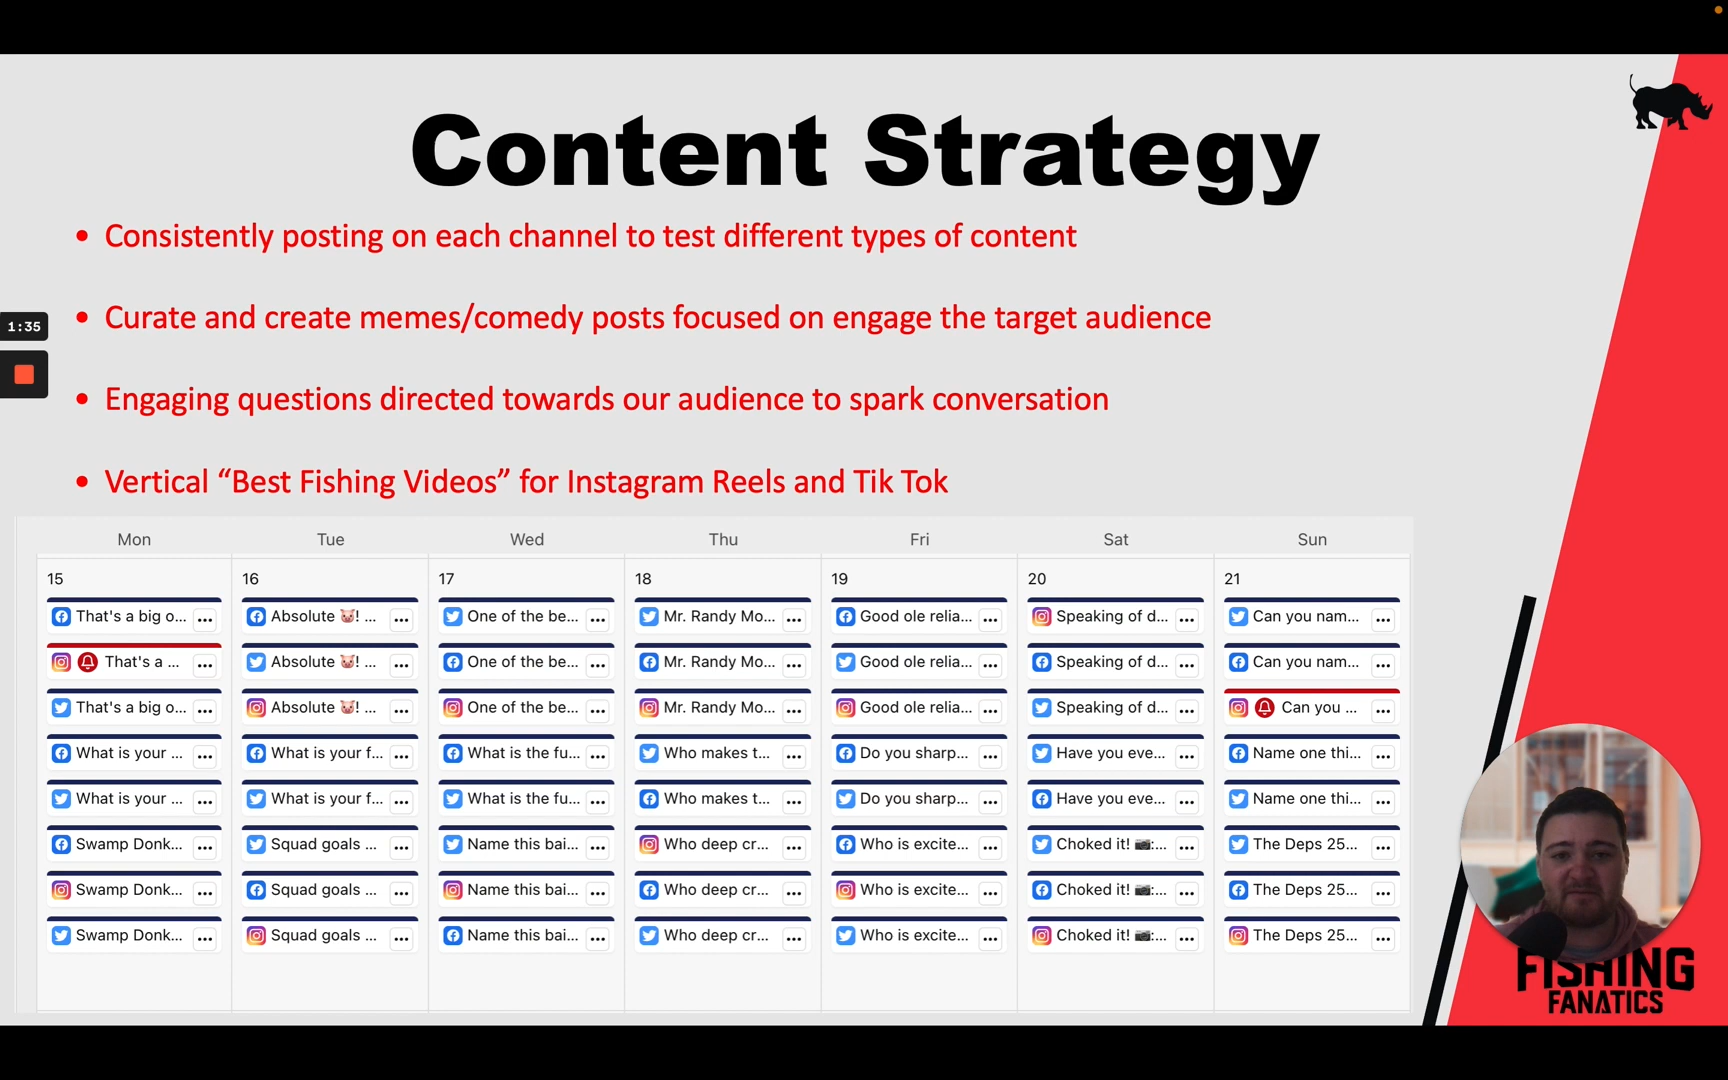 Content Strategy
• Consistently posting on each channel to test different types of content
• Curate and create memes/comedy posts focused on engage the target audience
1:35
• Engaging questions directed towards our audience to spark conversation
• Vertical “Best Fishing Videos” for Instagram Reels and Tik Tok
Mon Tue Wed Thu Fri Sat Sun
15 16 17 18 19 20 21
That's a big o... Absolute 🐷! ... One of the be... Mr. Randy Mo... Good ole relia... Speaking of d... Can you nam...
That's a ... Absolute 🐷! ... One of the be... Mr. Randy Mo... Good ole relia... Speaking of d... Can you nam...
That's a big o... Absolute 🐷! ... One of the be... Mr. Randy Mo... Good ole relia... Speaking of d... Can you ...
What is your ... What is your f... What is the fu... Who makes t... Do you sharp... Have you eve... Name one thi...
What is your ... What is your f... What is the fu... Who makes t... Do you sharp... Have you eve... Name one thi...
Swamp Donk... Squad goals ... Name this bai... Who deep cr... Who is excite... Choked it! 📷:... The Deps 25...
Swamp Donk... Squad goals ... Name this bai... Who deep cr... Who is excite... Choked it! 📷:... The Deps 25...
Swamp Donk... Squad goals ... Name this bai... Who deep cr... Who is excite... Choked it! 📷:... The Deps 25...
FISHING
FANATICS